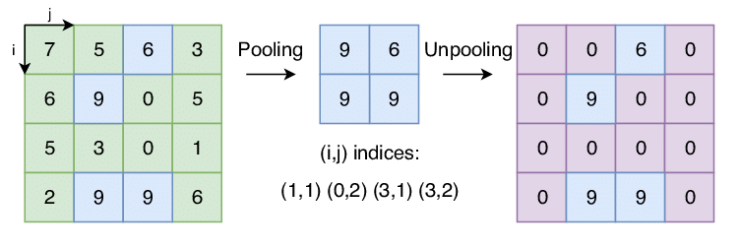 j
i
7 5 6 3
6 9 0 5
5 3 0 1
2 9 9 6
Pooling
9 6
9 9
(i,j) indices:
(1,1) (0,2) (3,1) (3,2)
Unpooling
0 0 6 0
0 9 0 0
0 0 0 0
0 9 9 0